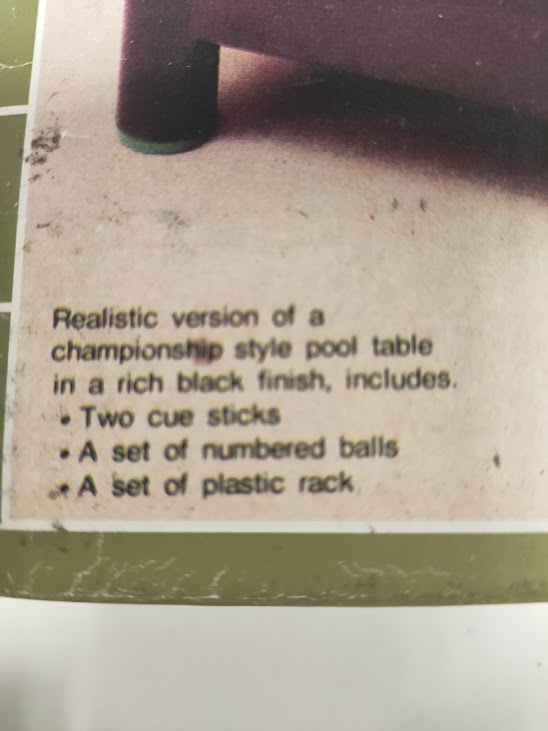 Realistic version of a
championship style pool table
in a rich black finish, includes.
• Two cue sticks
• A set of numbered balls
• A set of plastic rack